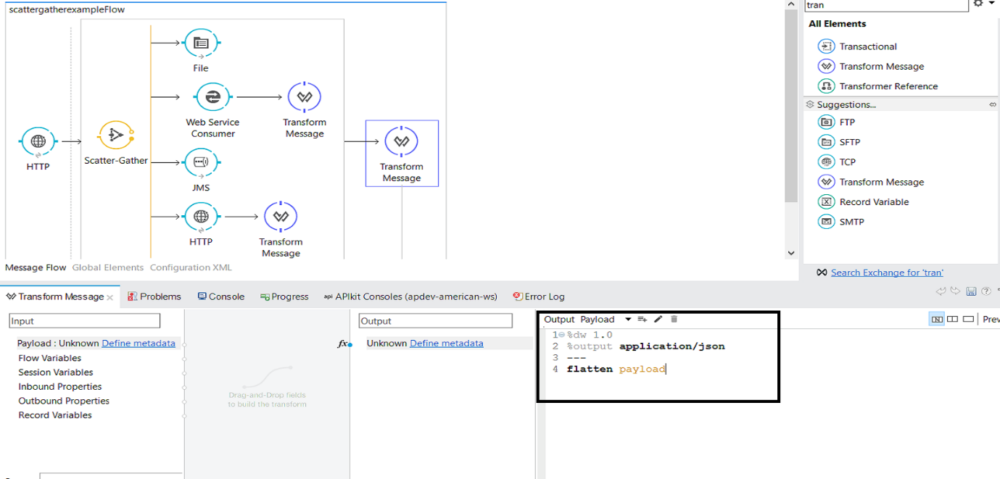 scattergatherexampleFlow
File
Web Service
Consumer
Transform
Message
HTTP
Scatter-Gather
JMS
Transform
Message
HTTP
Transform
Message
Message Flow Global Elements Configuration XML
tran
All Elements
Transactional
Transform Message
Transformer Reference
Suggestions...
FTP
SFTP
TCP
Transform Message
Record Variable
SMTP
Search Exchange for 'tran'
Transform Message Problems Console Progress api APIkit Consoles (apdev-american-ws) Error Log
Input
Payload : Unknown Define metadata
Flow Variables
Session Variables
Inbound Properties
Outbound Properties
Record Variables
Drag-and-Drop fields
to build the transform
fx
Output
Unknown Define metadata
Output Payload
1 %dw 1.0
2 %output application/json
3 ---
4 flatten payload
Prev